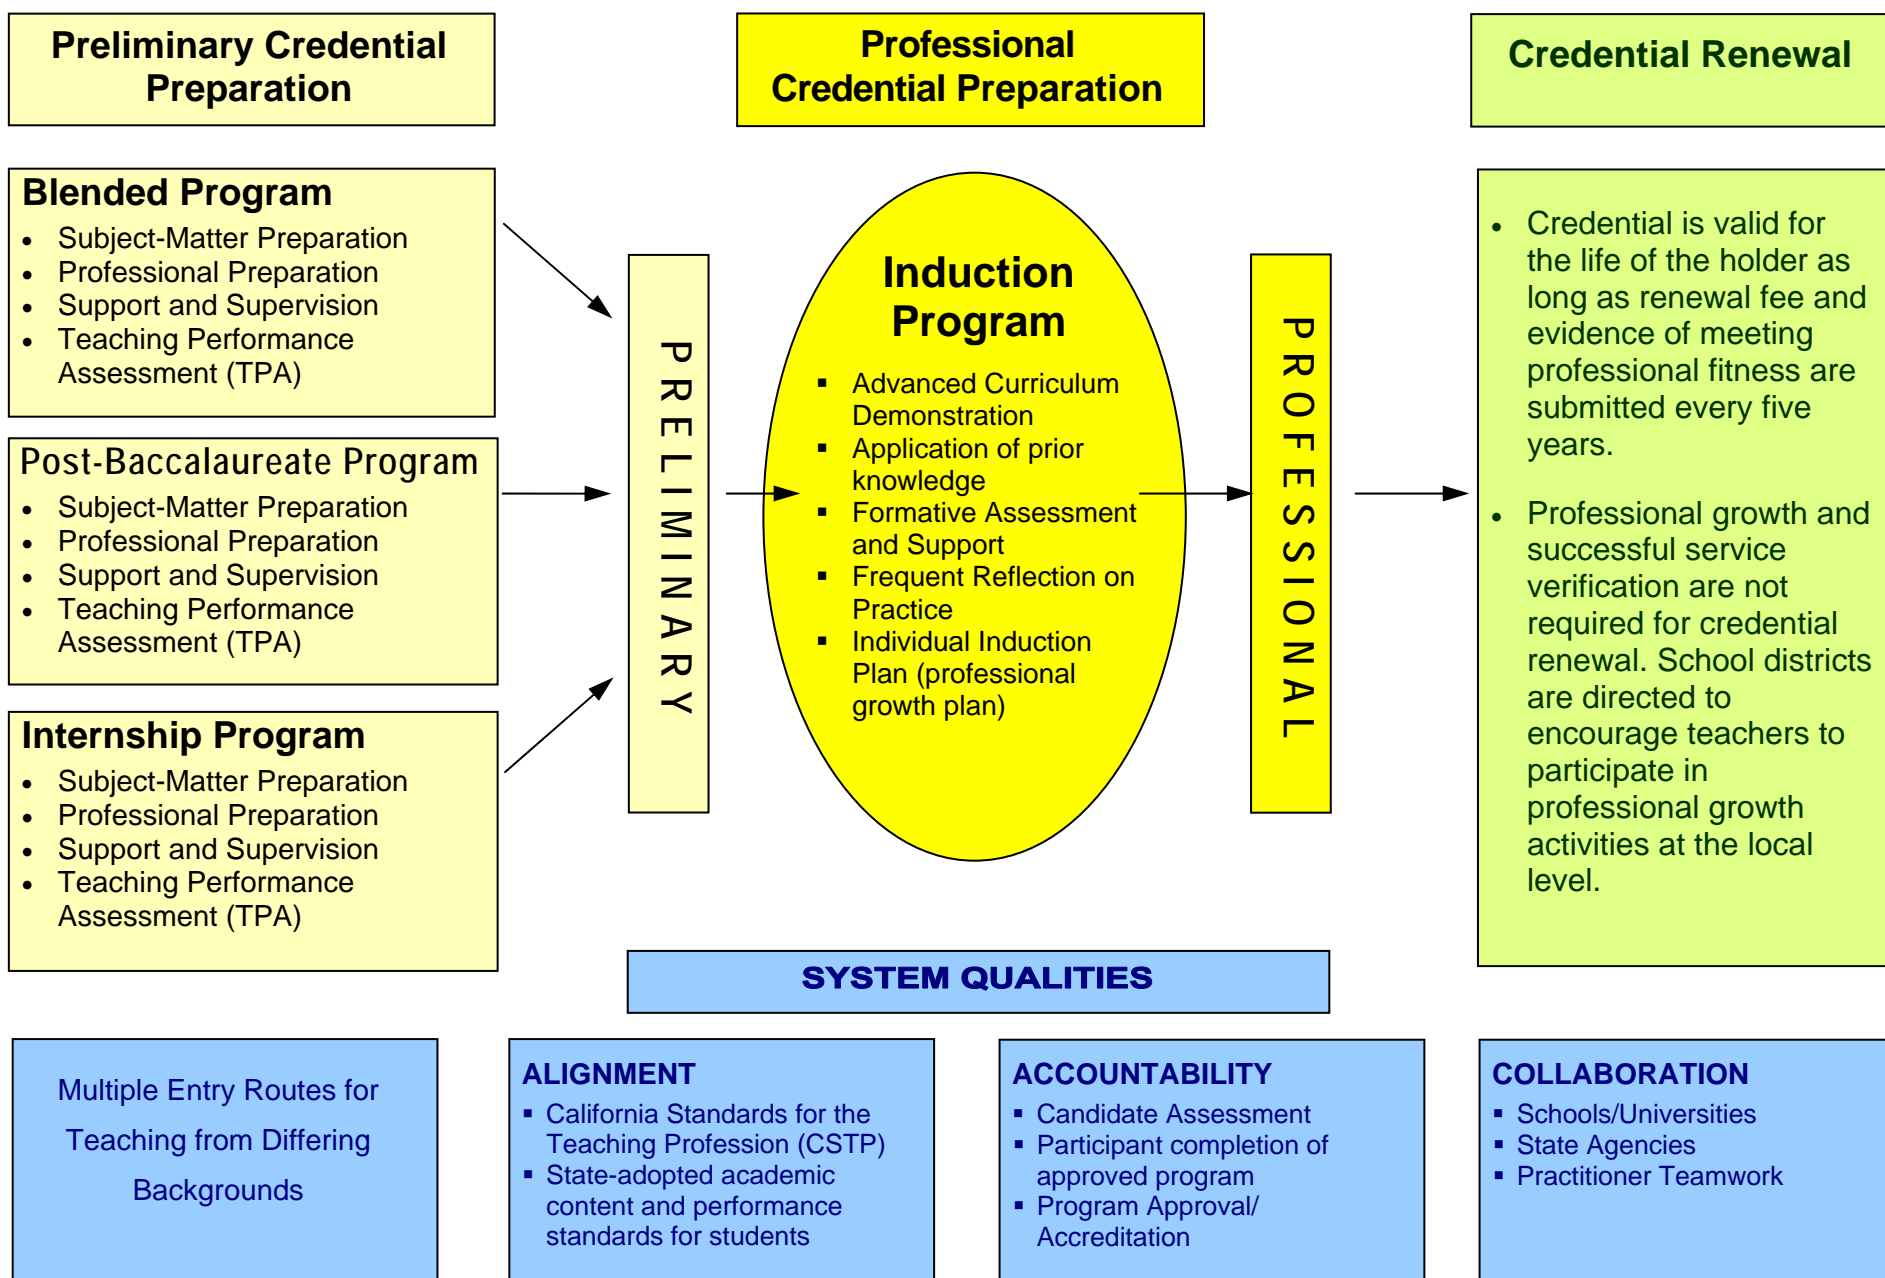 Preliminary Credential
Preparation
Professional
Credential Preparation
Credential Renewal
Blended Program
• Subject-Matter Preparation
• Professional Preparation
• Support and Supervision
• Teaching Performance
Assessment (TPA)
Post-Baccalaureate Program
• Subject-Matter Preparation
• Professional Preparation
• Support and Supervision
• Teaching Performance
Assessment (TPA)
Internship Program
• Subject-Matter Preparation
• Professional Preparation
• Support and Supervision
• Teaching Performance
Assessment (TPA)
PRELIMINARY
Induction
Program
▪ Advanced Curriculum
Demonstration
▪ Application of prior
knowledge
▪ Formative Assessment
and Support
▪ Frequent Reflection on
Practice
▪ Individual Induction
Plan (professional
growth plan)
PROFESSIONAL
• Credential is valid for
the life of the holder as
long as renewal fee and
evidence of meeting
professional fitness are
submitted every five
years.
• Professional growth and
successful service
verification are not
required for credential
renewal. School districts
are directed to
encourage teachers to
participate in
professional growth
activities at the local
level.
SYSTEM QUALITIES
Multiple Entry Routes for
Teaching from Differing
Backgrounds
ALIGNMENT
▪ California Standards for the
Teaching Profession (CSTP)
▪ State-adopted academic
content and performance
standards for students
ACCOUNTABILITY
▪ Candidate Assessment
▪ Participant completion of
approved program
▪ Program Approval/
Accreditation
COLLABORATION
▪ Schools/Universities
▪ State Agencies
▪ Practitioner Teamwork